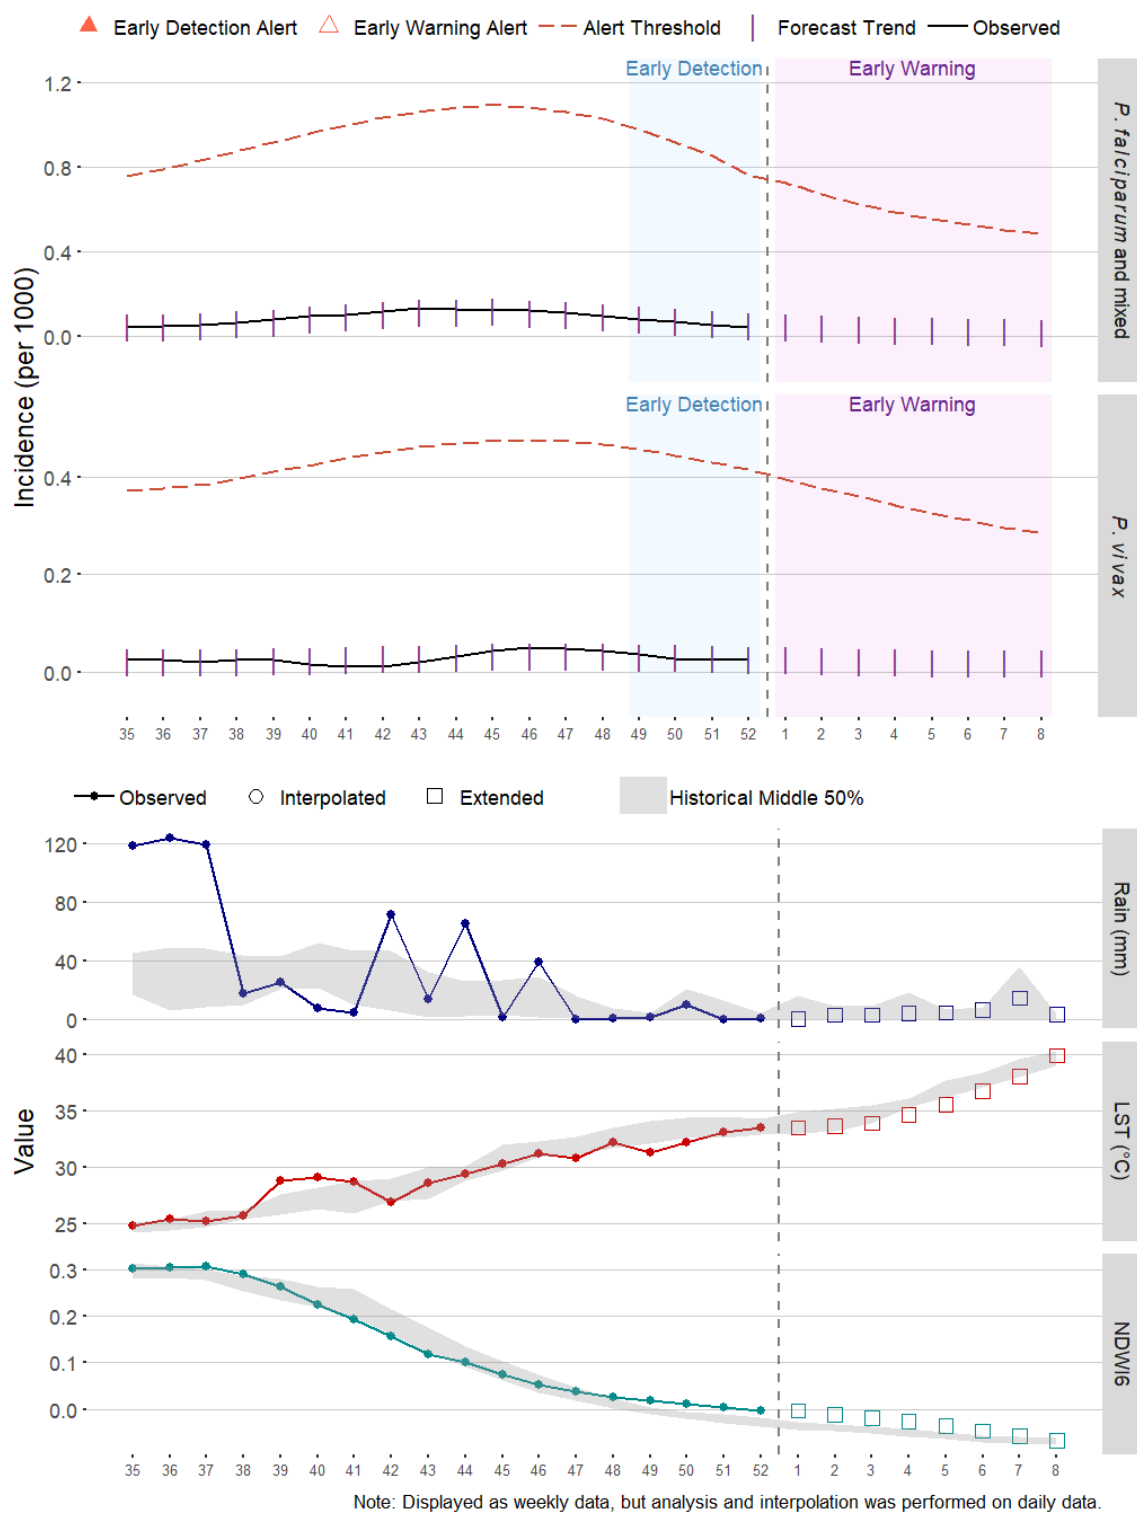 Early Detection Alert Early Warning Alert Alert Threshold Forecast Trend Observed
Early Detection Early Warning
1.2
0.8
0.4
0.0
P. falciparum and mixed
Incidence (per 1000)
Early Detection Early Warning
0.4
0.2
0.0
P. vivax
35 36 37 38 39 40 41 42 43 44 45 46 47 48 49 50 51 52 1 2 3 4 5 6 7 8
Observed Interpolated Extended Historical Middle 50%
120
80
40
0
Rain (mm)
Value
40
35
30
25
LST (°C)
0.3
0.2
0.1
0.0
NDWI6
35 36 37 38 39 40 41 42 43 44 45 46 47 48 49 50 51 52 1 2 3 4 5 6 7 8
Note: Displayed as weekly data, but analysis and interpolation was performed on daily data.